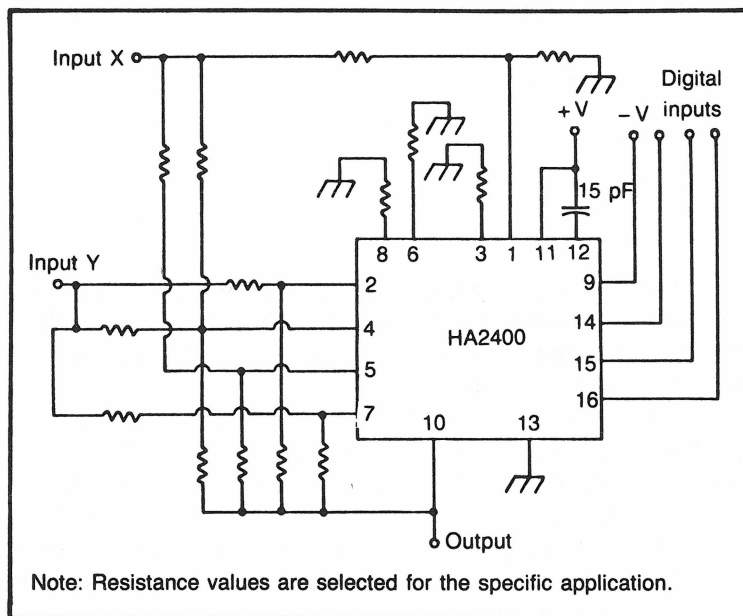 Input X
Digital
inputs
+V
−V
15 pF
8 6 3 1 11 12
Input Y
2
9
4
14
HA2400
5
15
7
16
10 13
Output
Note: Resistance values are selected for the specific application.